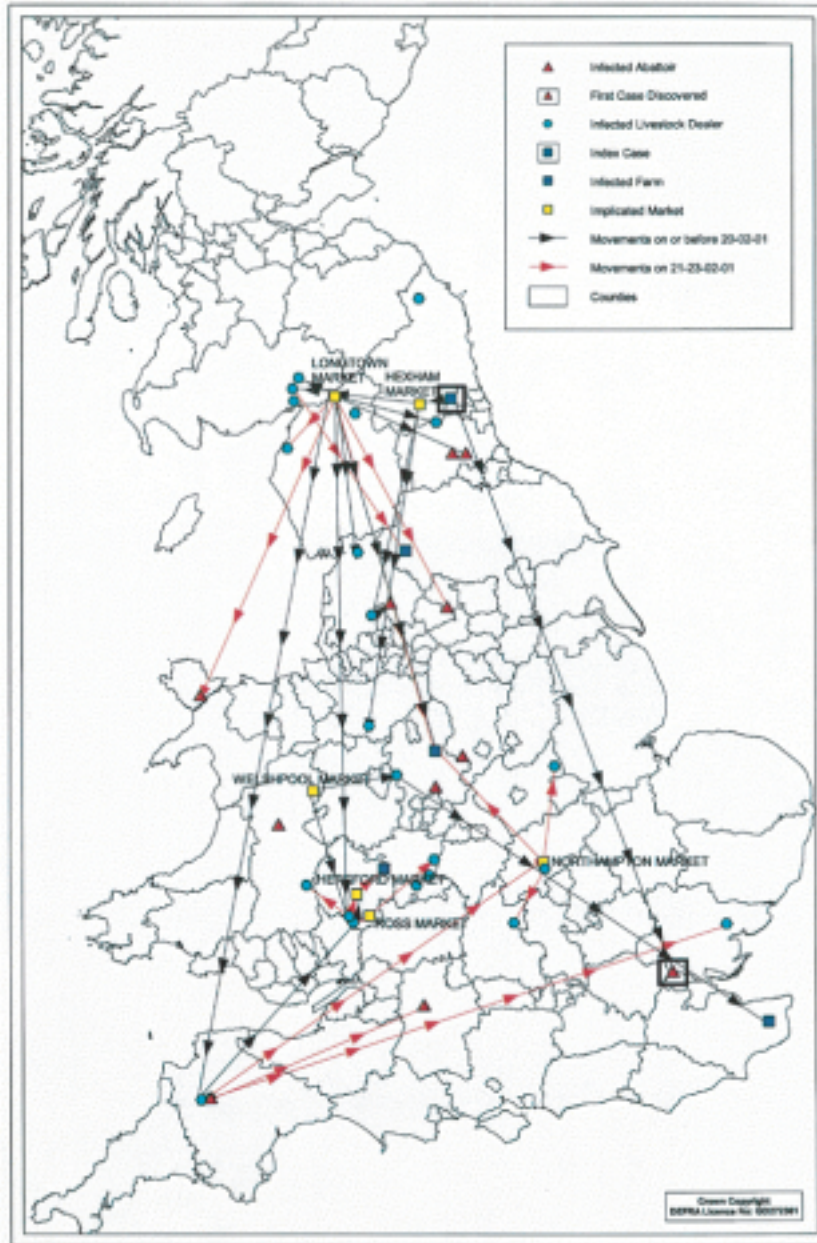 Infected Abattoir
First Case Discovered
Infected Livestock Dealer
Index Case
Infected Farm
Implicated Market
Movements on or before 20-02-01
Movements on 21-23-02-01
Counties
LONGTOWN
MARKET
HEXHAM
MARKET
WELSHPOOL MARKET
HEREFORD MARKET
NORTHAMPTON MARKET
ROSS MARKET
Crown Copyright
DEFRA Licence No: